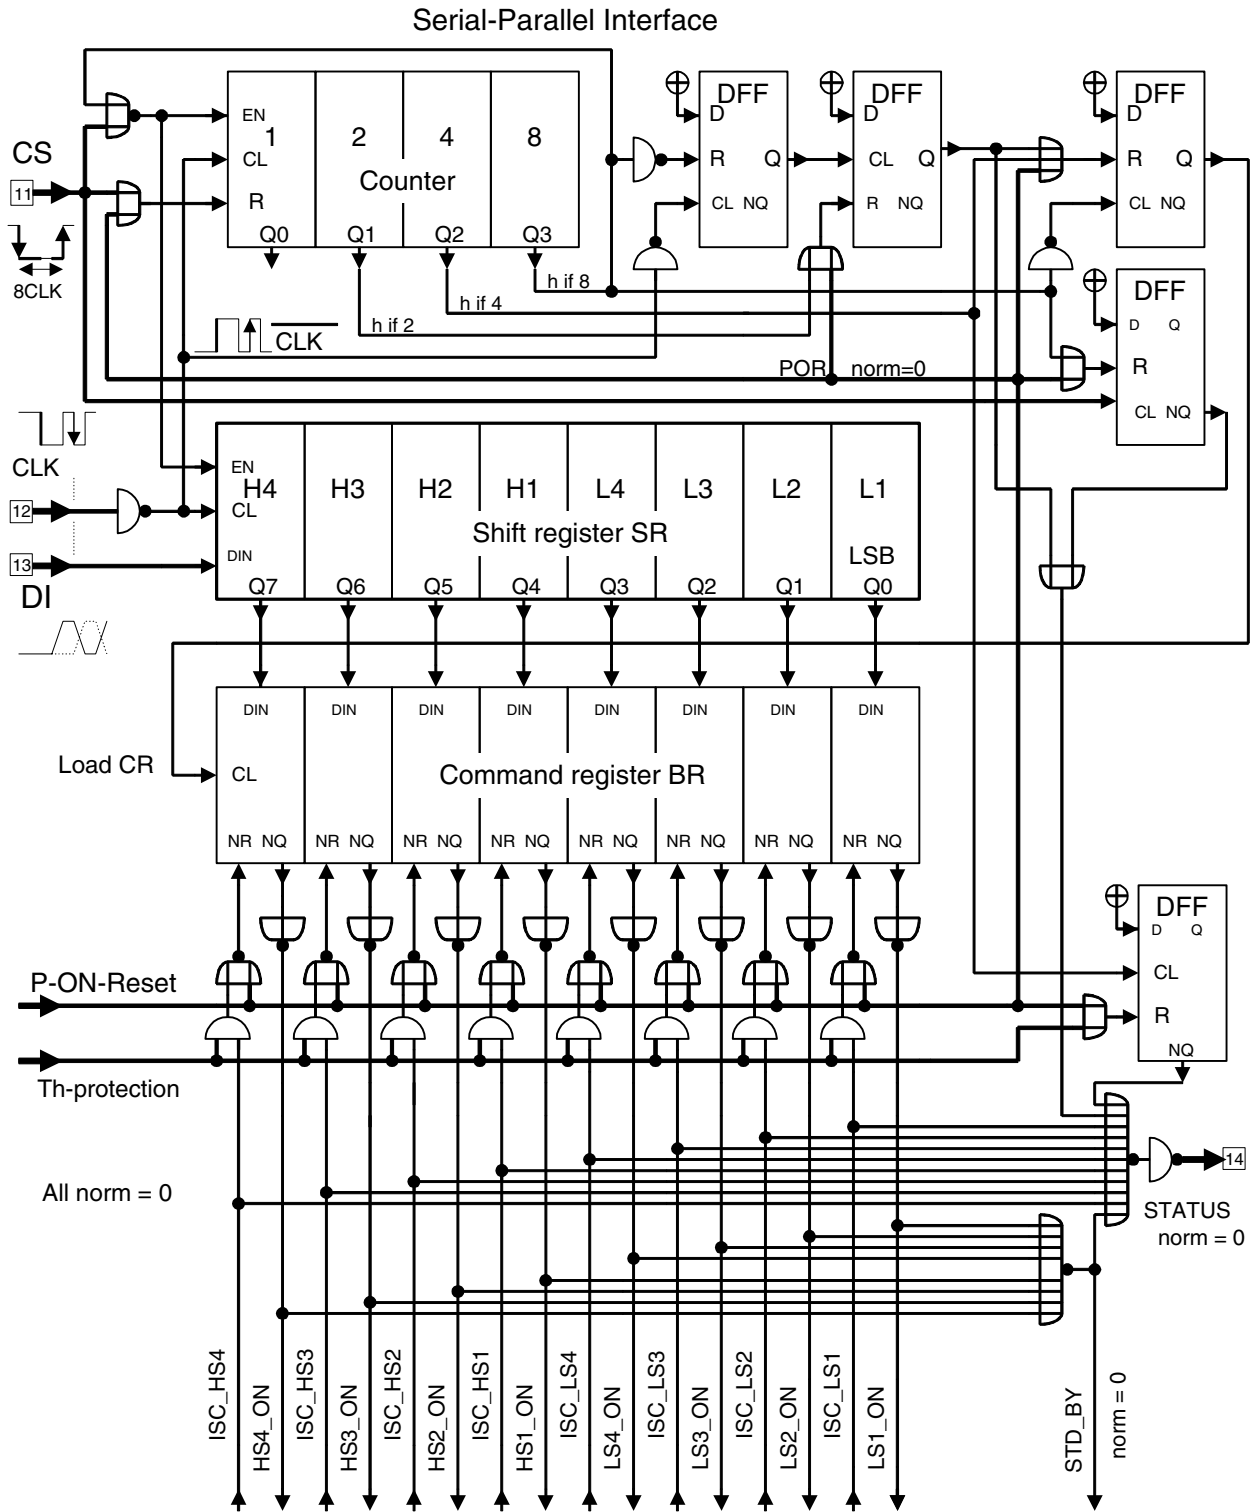 Serial-Parallel Interface
DFF DFF DFF
D D D
EN
1 2 4 8
CL
Counter
R
Q0 Q1 Q2 Q3
R Q
CL NQ
CL Q
R NQ
R Q
CL NQ
CS
11
8CLK
h if 8
h if 4
h if 2
CLK
DFF
D Q
R
CL NQ
POR norm=0
CLK
12
13
DI
EN
H4 H3 H2 H1 L4 L3 L2 L1
CL
Shift register SR
DIN
LSB
Q7 Q6 Q5 Q4 Q3 Q2 Q1 Q0
DIN DIN DIN DIN DIN DIN DIN DIN
Load CR
CL
Command register BR
NR NQ NR NQ NR NQ NR NQ NR NQ NR NQ NR NQ NR NQ
DFF
D Q
CL
R
NQ
P-ON-Reset
Th-protection
All norm = 0
14
STATUS
norm = 0
ISC_HS4
HS4_ON
ISC_HS3
HS3_ON
ISC_HS2
HS2_ON
ISC_HS1
HS1_ON
ISC_LS4
LS4_ON
ISC_LS3
LS3_ON
ISC_LS2
LS2_ON
ISC_LS1
LS1_ON
STD_BY
norm = 0